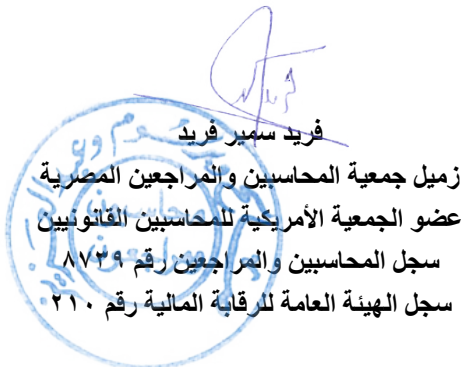 فريد سمير فريد
زميل جمعية المحاسبين والمراجعين المصرية
عضو الجمعية الأمريكية للمحاسبين القانونيين
سجل المحاسبين والمراجعين رقم ٨٧٣٩
سجل الهيئة العامة للرقابة المالية رقم ٢١٠
محاسبون